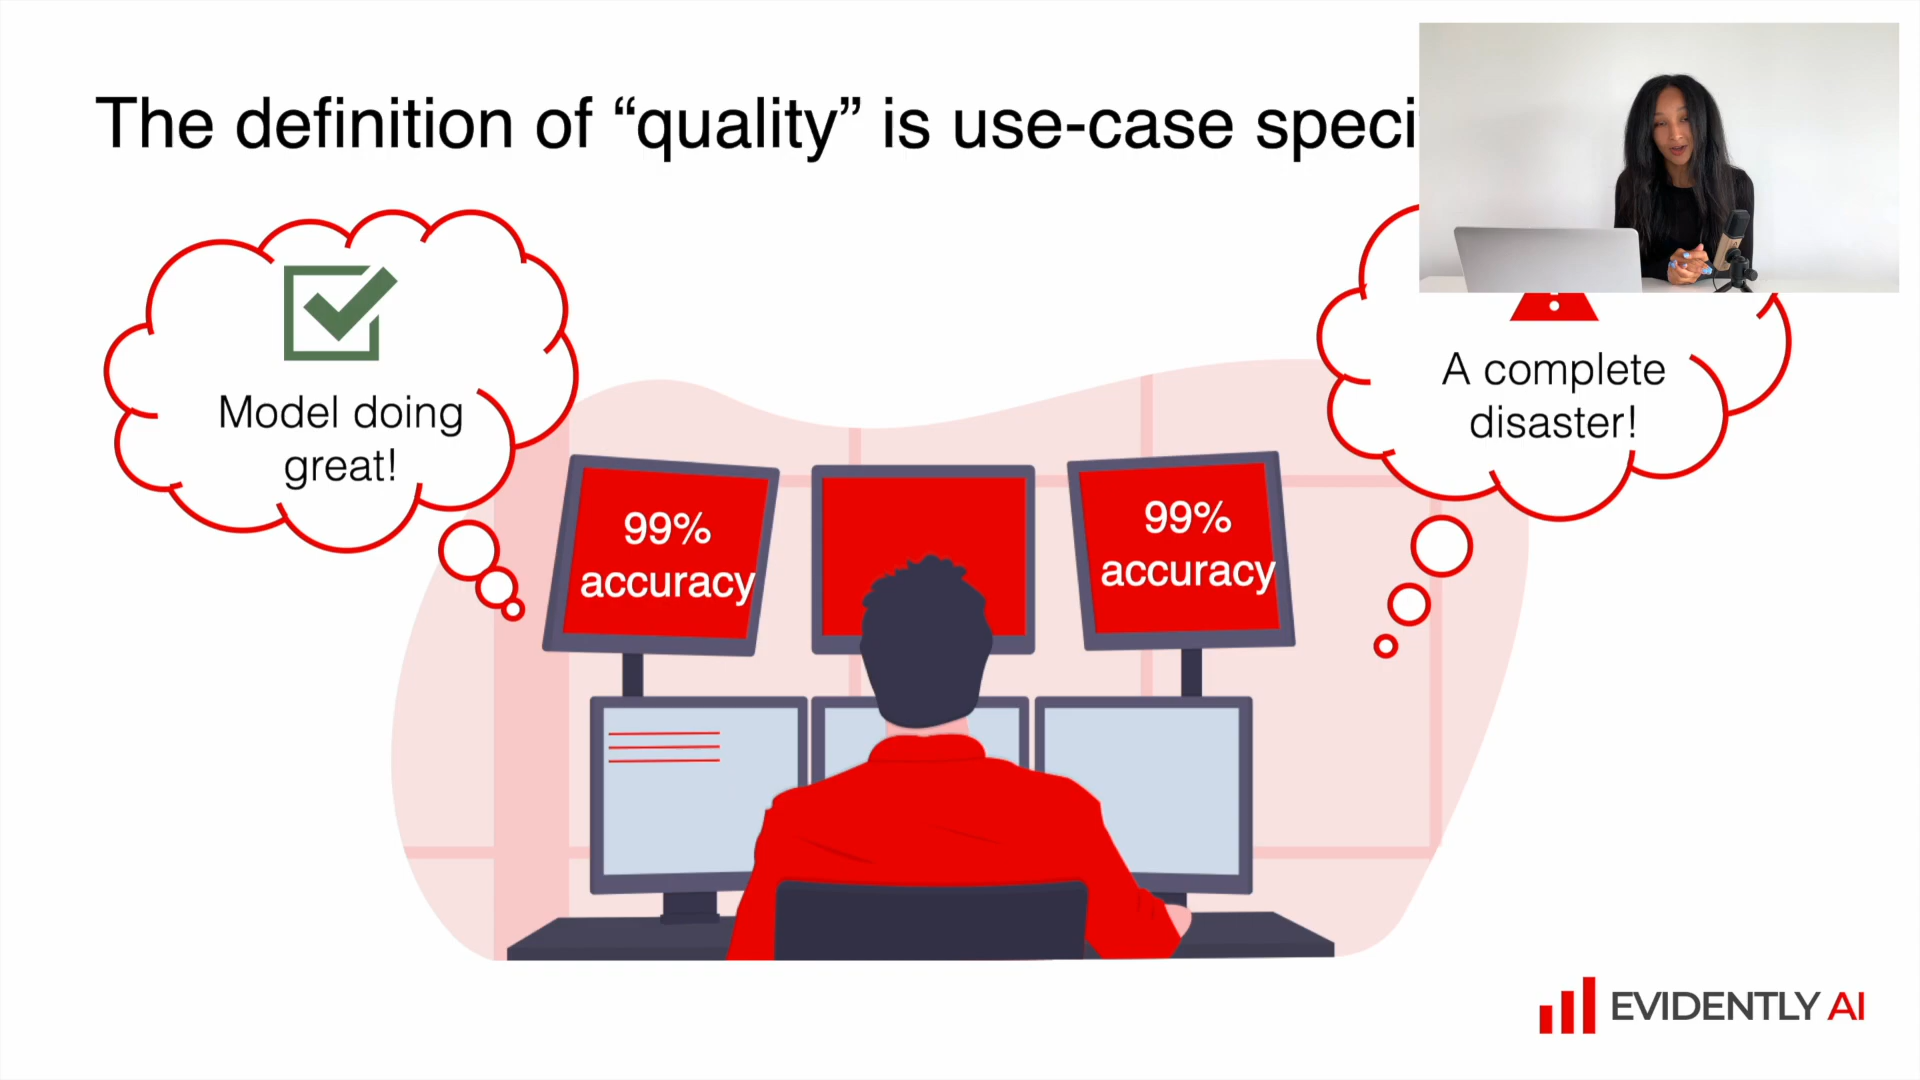 The definition of “quality” is use-case speci
Model doing
great!
A complete
disaster!
99%
accuracy
99%
accuracy
EVIDENTLY AI